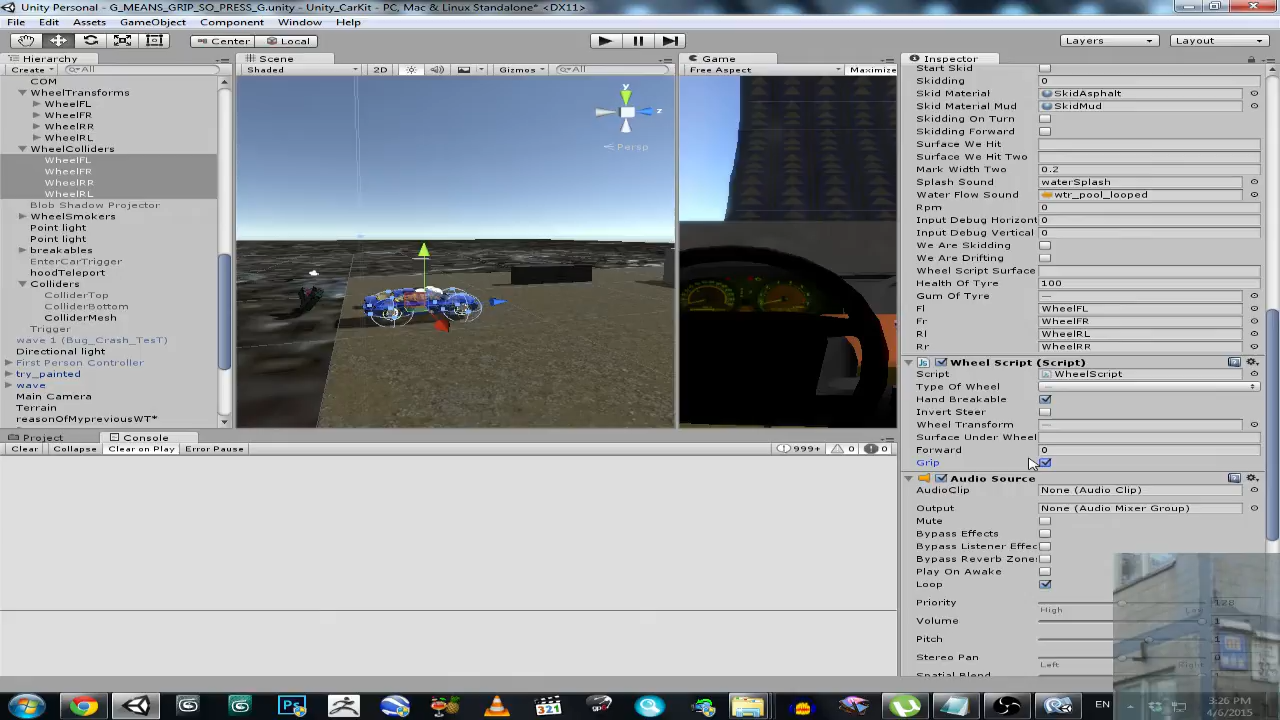 Unity Personal - G_MEANS_GRIP_SO_PRESS_G.unity - Unity_CarKit - PC, Mac & Linux Standalone* <DX11>
File Edit Assets GameObject Component Window Help
Center Local Layers Layout
Hierarchy
Create All
COM
WheelTransforms
WheelFL
WheelFR
WheelRR
WheelRL
WheelColliders
WheelFL
WheelFR
WheelRR
WheelRL
Blob Shadow Projector
WheelSmokers
Point light
Point light
breakables
EnterCarTrigger
hoodTeleport
Colliders
ColliderTop
ColliderBottom
ColliderMesh
Trigger
wave 1 (Bug_Crash_TesT)
Directional light
First Person Controller
try_painted
wave
Main Camera
Terrain
reasonOfMypreviousWT*
Scene
Shaded 2D Gizmos All
y
z
Persp
Game
Free Aspect Maximize
Inspector
Start Skid
Skidding 0
Skid Material SkidAsphalt
Skid Material Mud SkidMud
Skidding On Turn
Skidding Forward
Surface We Hit
Surface We Hit Two
Mark Width Two 0.2
Splash Sound waterSplash
Water Flow Sound wtr_pool_looped
Rpm 0
Input Debug Horizont 0
Input Debug Vertical 0
We Are Skidding
We Are Drifting
Wheel Script Surface
Health Of Tyre 100
Gum Of Tyre —
Fl WheelFL
Fr WheelFR
Rl WheelRL
Rr WheelRR
Wheel Script (Script)
Script WheelScript
Type Of Wheel —
Hand Breakable
Invert Steer
Wheel Transform —
Surface Under Wheel
Forward 0
Grip
Audio Source
AudioClip None (Audio Clip)
Output None (Audio Mixer Group)
Mute
Bypass Effects
Bypass Listener Effec
Bypass Reverb Zone
Play On Awake
Loop
Priority 128
High
Volume 1
Pitch 1
Stereo Pan 0
Left Right
Spatial Blend
Project Console
Clear Collapse Clear on Play Error Pause 999+ 0 0
321
EN
3:26 PM
4/6/2015